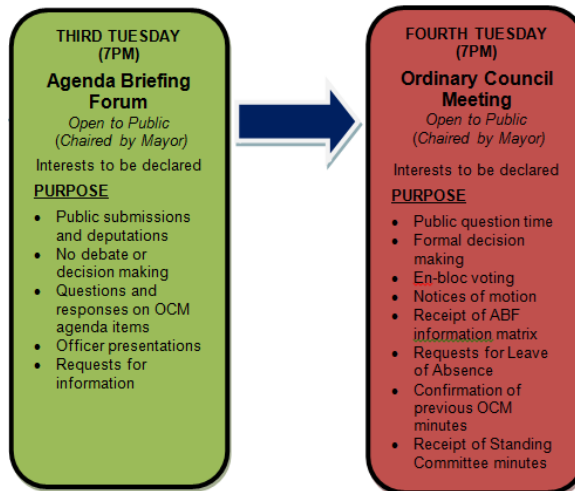 THIRD TUESDAY
(7PM)
Agenda Briefing
Forum
Open to Public
(Chaired by Mayor)
Interests to be declared
PURPOSE
• Public submissions
and deputations
• No debate or
decision making
• Questions and
responses on OCM
agenda items
• Officer presentations
• Requests for
information
FOURTH TUESDAY
(7PM)
Ordinary Council
Meeting
Open to Public
(Chaired by Mayor)
Interests to be declared
PURPOSE
• Public question time
• Formal decision
making
• En-bloc voting
• Notices of motion
• Receipt of ABF
information matrix
• Requests for Leave
of Absence
• Confirmation of
previous OCM
minutes
• Receipt of Standing
Committee minutes